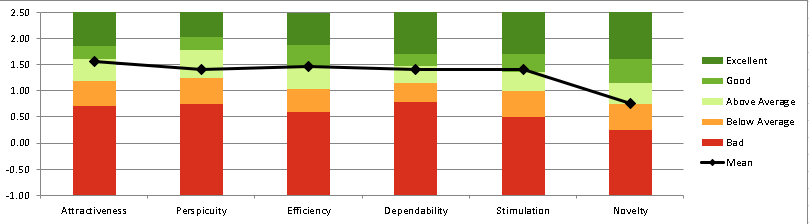 2.50
2.00
1.50
1.00
0.50
0.00
-0.50
-1.00
Attractiveness Perspicuity Efficiency Dependability Stimulation Novelty
Excellent
Good
Above Average
Below Average
Bad
Mean